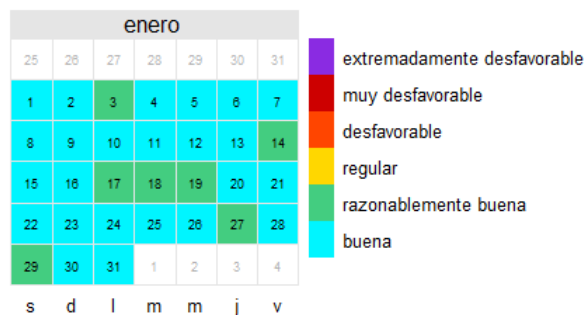 enero
25 26 27 28 29 30 31
1 2 3 4 5 6 7
8 9 10 11 12 13 14
15 16 17 18 19 20 21
22 23 24 25 26 27 28
29 30 31 1 2 3 4
s d l m m j v
extremadamente desfavorable
muy desfavorable
desfavorable
regular
razonablemente buena
buena